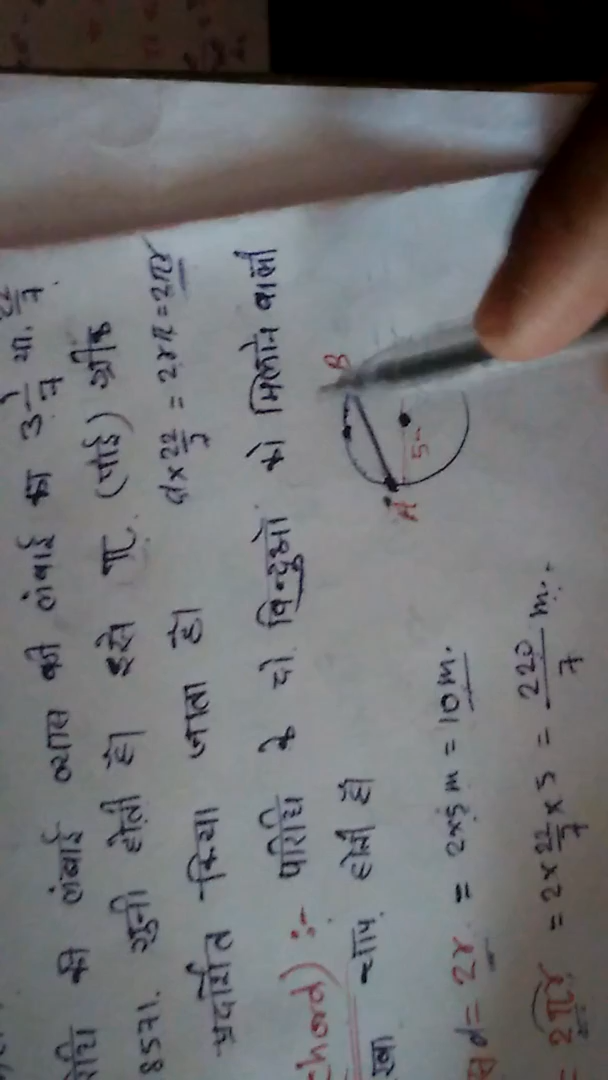 रिधि की लंबाई व्यास की लंबाई का 3 1/7 या. 22/7.
8571. गुनी होती है। इसे π (पाई) ग्रीक
प्रदर्शित किया जाता है। d × 22/7 = 2rπ = 2πr
chord) :- परिधि के दो विन्दुओ को मिलाने वाली
रेखा चाप होती है।
A B 5
d = 2r = 2×5 m = 10 m.
= 2πr = 2 × 22/7 × 5 = 220/7 m.